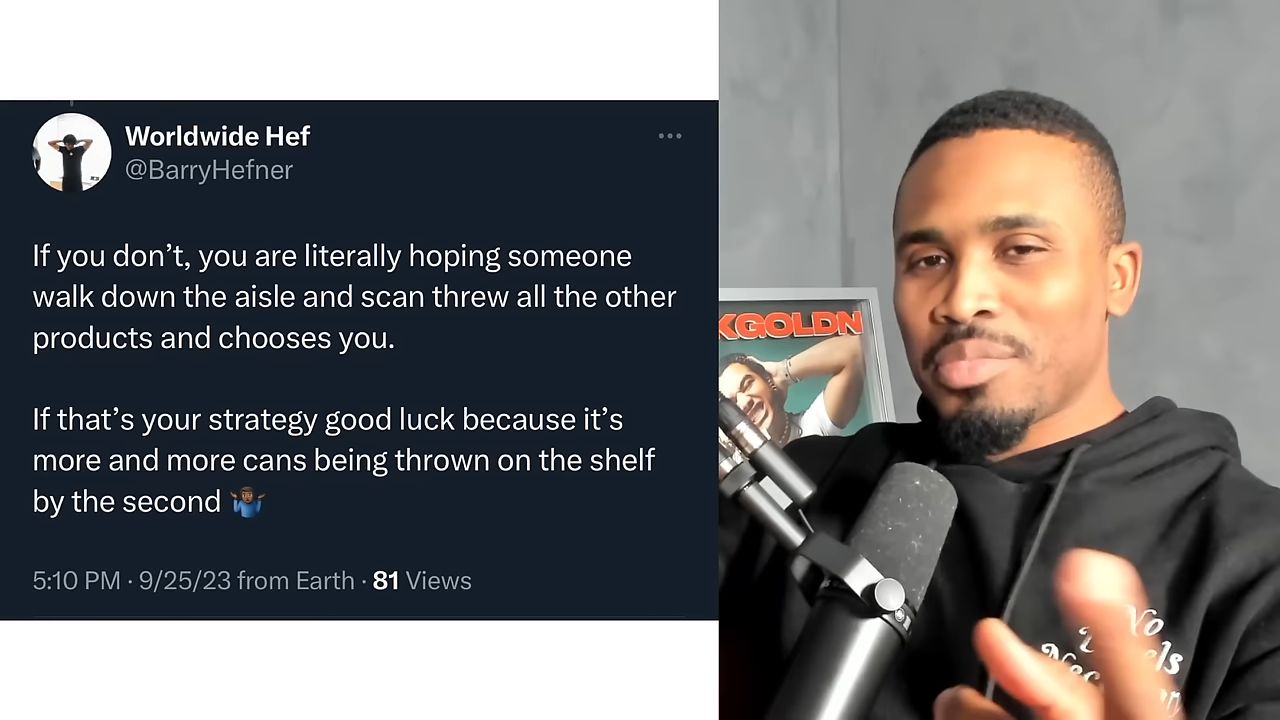 Worldwide Hef
@BarryHefner
If you don’t, you are literally hoping someone
walk down the aisle and scan threw all the other
products and chooses you.
If that’s your strategy good luck because it’s
more and more cans being thrown on the shelf
by the second 🤷🏾‍♂️
5:10 PM · 9/25/23 from Earth · 81 Views
KGOLDN
No